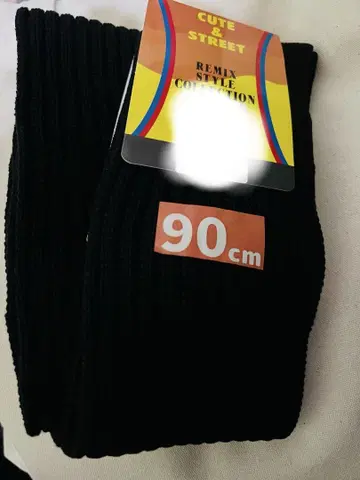 CUTE
&
STREET
REMIX
STYLE
COLLECTION
90cm